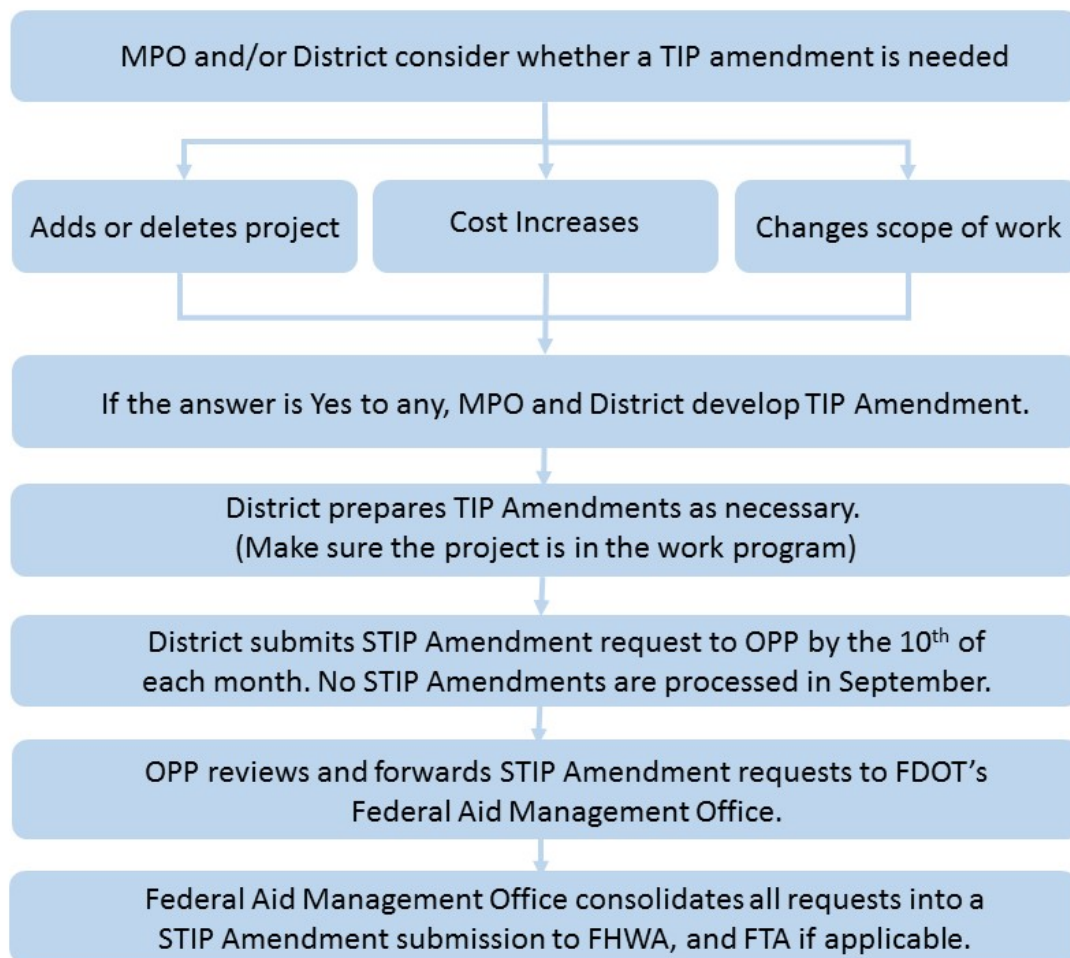 MPO and/or District consider whether a TIP amendment is needed
Adds or deletes project
Cost Increases
Changes scope of work
If the answer is Yes to any, MPO and District develop TIP Amendment.
District prepares TIP Amendments as necessary.
(Make sure the project is in the work program)
District submits STIP Amendment request to OPP by the 10th of
each month. No STIP Amendments are processed in September.
OPP reviews and forwards STIP Amendment requests to FDOT’s
Federal Aid Management Office.
Federal Aid Management Office consolidates all requests into a
STIP Amendment submission to FHWA, and FTA if applicable.